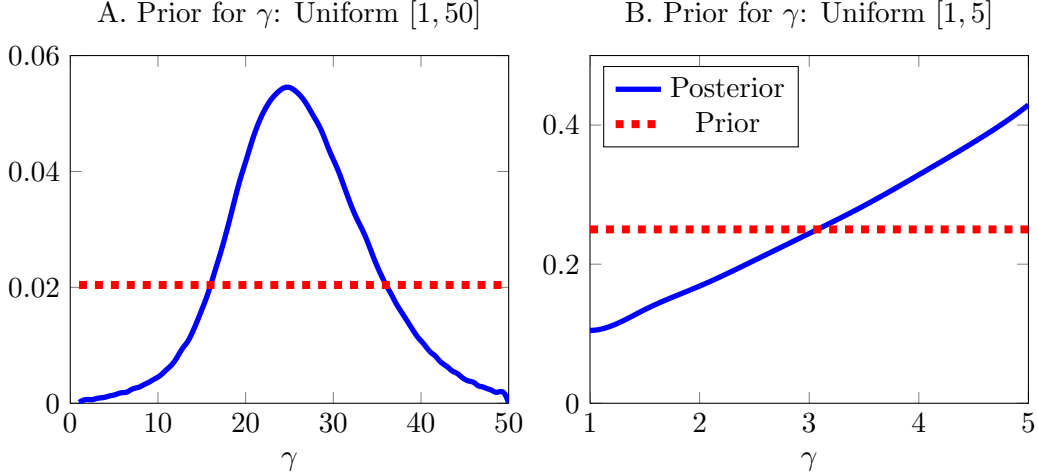 A. Prior for γ: Uniform [1, 50]
0.06
0.04
0.02
0
0 10 20 30 40 50
γ
B. Prior for γ: Uniform [1, 5]
Posterior
Prior
0.4
0.2
0
1 2 3 4 5
γ